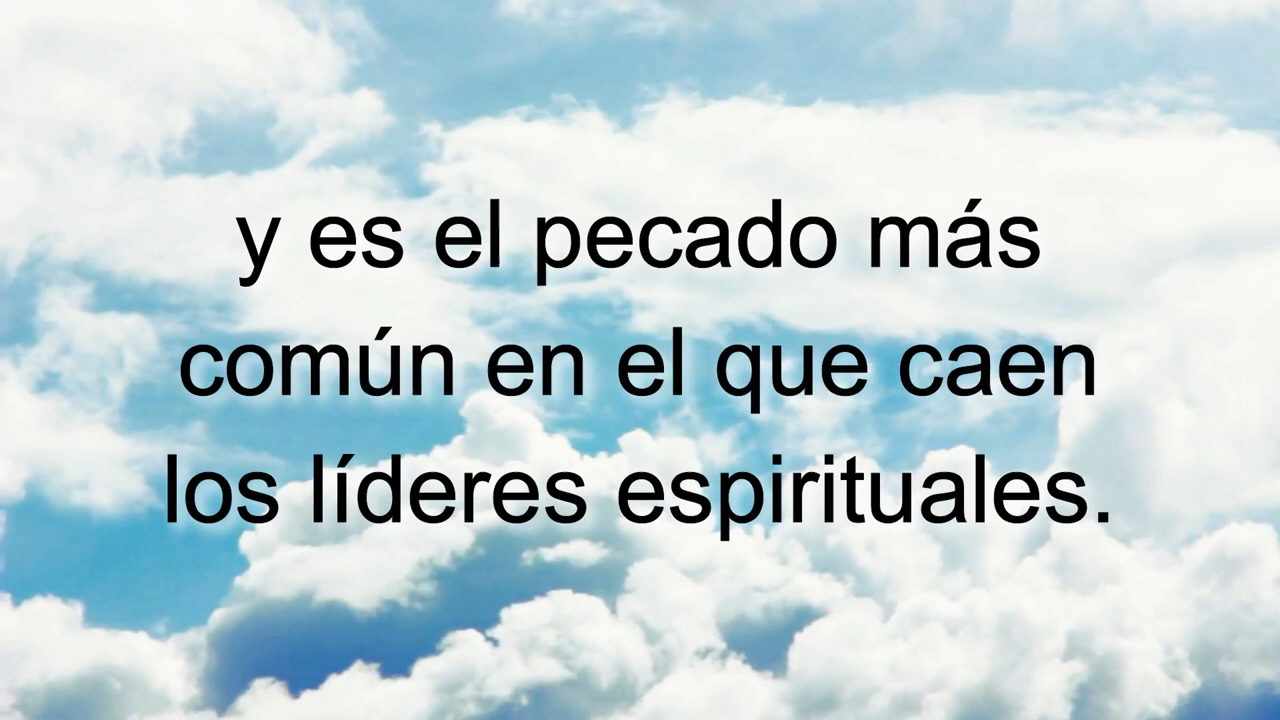 y es el pecado más
común en el que caen
los líderes espirituales.